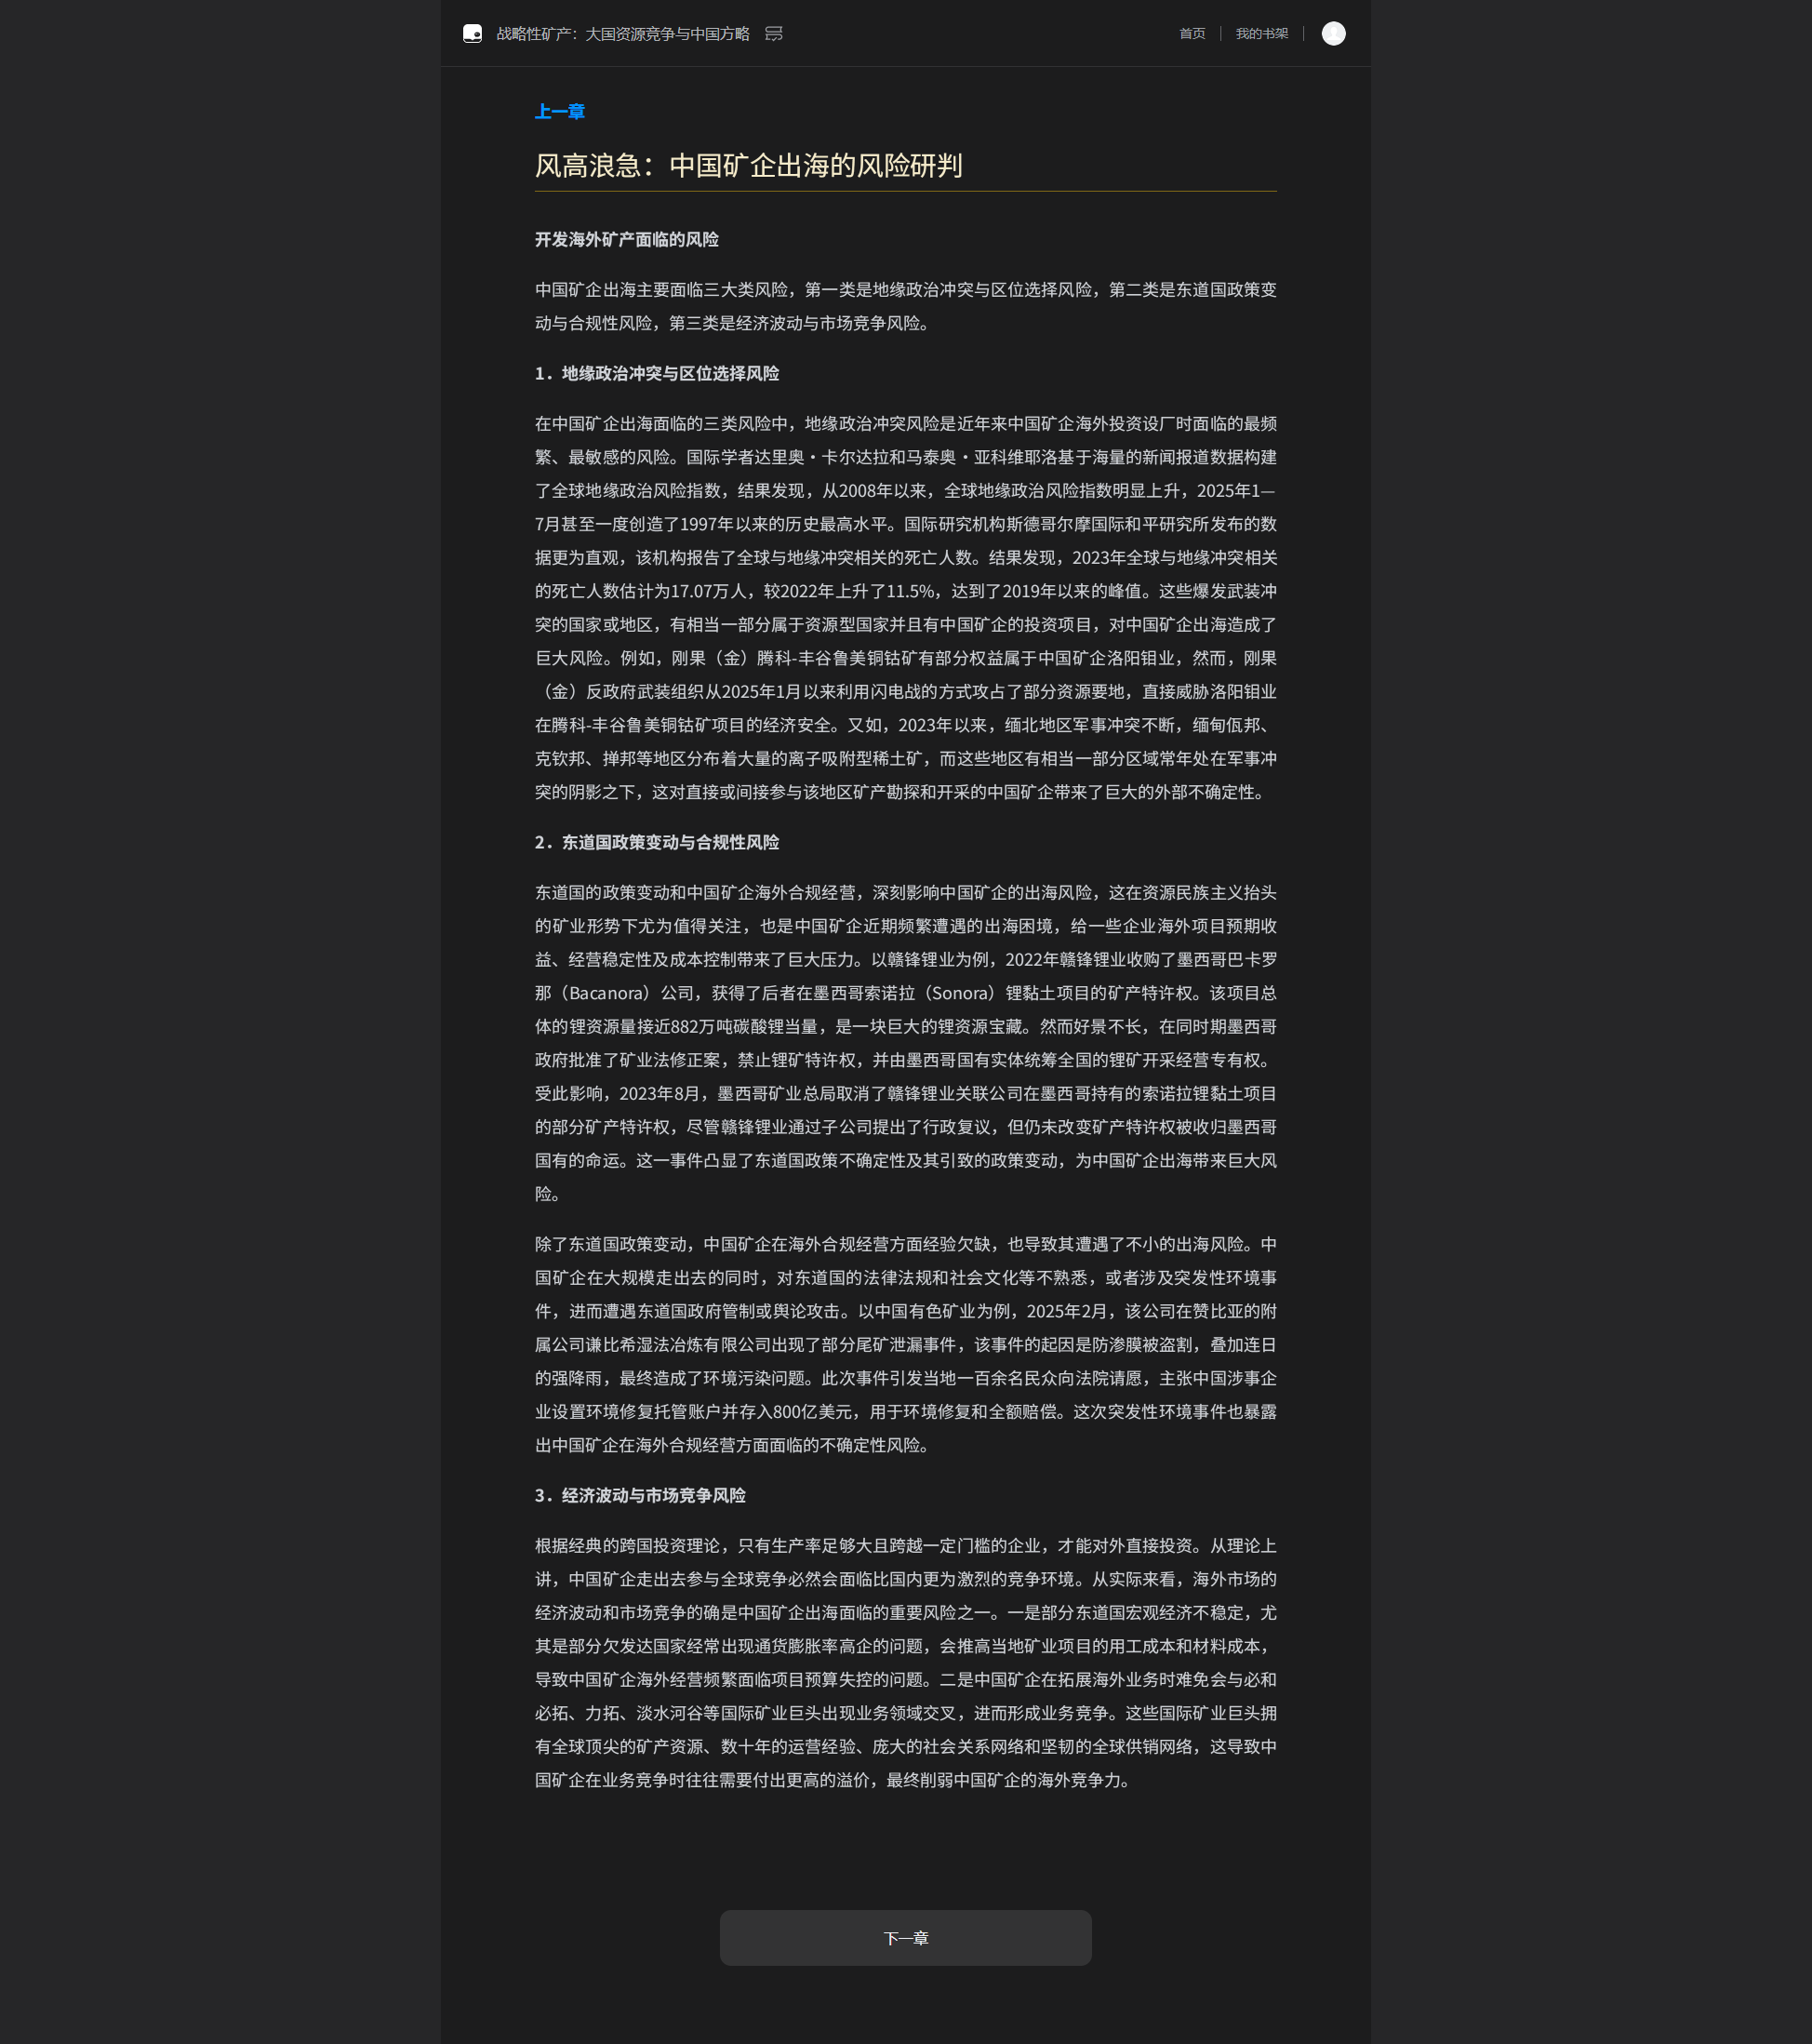 战略性矿产：大国资源竞争与中国方略
首页
我的书架
上一章
风高浪急：中国矿企出海的风险研判
开发海外矿产面临的风险
中国矿企出海主要面临三大类风险，第一类是地缘政治冲突与区位选择风险，第二类是东道国政策变
动与合规性风险，第三类是经济波动与市场竞争风险。
1．地缘政治冲突与区位选择风险
在中国矿企出海面临的三类风险中，地缘政治冲突风险是近年来中国矿企海外投资设厂时面临的最频
繁、最敏感的风险。国际学者达里奥·卡尔达拉和马泰奥·亚科维耶洛基于海量的新闻报道数据构建
了全球地缘政治风险指数，结果发现，从2008年以来，全球地缘政治风险指数明显上升，2025年1—
7月甚至一度创造了1997年以来的历史最高水平。国际研究机构斯德哥尔摩国际和平研究所发布的数
据更为直观，该机构报告了全球与地缘冲突相关的死亡人数。结果发现，2023年全球与地缘冲突相关
的死亡人数估计为17.07万人，较2022年上升了11.5%，达到了2019年以来的峰值。这些爆发武装冲
突的国家或地区，有相当一部分属于资源型国家并且有中国矿企的投资项目，对中国矿企出海造成了
巨大风险。例如，刚果（金）腾科-丰谷鲁美铜钴矿有部分权益属于中国矿企洛阳钼业，然而，刚果
（金）反政府武装组织从2025年1月以来利用闪电战的方式攻占了部分资源要地，直接威胁洛阳钼业
在腾科-丰谷鲁美铜钴矿项目的经济安全。又如，2023年以来，缅北地区军事冲突不断，缅甸佤邦、
克钦邦、掸邦等地区分布着大量的离子吸附型稀土矿，而这些地区有相当一部分区域常年处在军事冲
突的阴影之下，这对直接或间接参与该地区矿产勘探和开采的中国矿企带来了巨大的外部不确定性。
2．东道国政策变动与合规性风险
东道国的政策变动和中国矿企海外合规经营，深刻影响中国矿企的出海风险，这在资源民族主义抬头
的矿业形势下尤为值得关注，也是中国矿企近期频繁遭遇的出海困境，给一些企业海外项目预期收
益、经营稳定性及成本控制带来了巨大压力。以赣锋锂业为例，2022年赣锋锂业收购了墨西哥巴卡罗
那（Bacanora）公司，获得了后者在墨西哥索诺拉（Sonora）锂黏土项目的矿产特许权。该项目总
体的锂资源量接近882万吨碳酸锂当量，是一块巨大的锂资源宝藏。然而好景不长，在同时期墨西哥
政府批准了矿业法修正案，禁止锂矿特许权，并由墨西哥国有实体统筹全国的锂矿开采经营专有权。
受此影响，2023年8月，墨西哥矿业总局取消了赣锋锂业关联公司在墨西哥持有的索诺拉锂黏土项目
的部分矿产特许权，尽管赣锋锂业通过子公司提出了行政复议，但仍未改变矿产特许权被收归墨西哥
国有的命运。这一事件凸显了东道国政策不确定性及其引致的政策变动，为中国矿企出海带来巨大风
险。
除了东道国政策变动，中国矿企在海外合规经营方面经验欠缺，也导致其遭遇了不小的出海风险。中
国矿企在大规模走出去的同时，对东道国的法律法规和社会文化等不熟悉，或者涉及突发性环境事
件，进而遭遇东道国政府管制或舆论攻击。以中国有色矿业为例，2025年2月，该公司在赞比亚的附
属公司谦比希湿法冶炼有限公司出现了部分尾矿泄漏事件，该事件的起因是防渗膜被盗割，叠加连日
的强降雨，最终造成了环境污染问题。此次事件引发当地一百余名民众向法院请愿，主张中国涉事企
业设置环境修复托管账户并存入800亿美元，用于环境修复和全额赔偿。这次突发性环境事件也暴露
出中国矿企在海外合规经营方面面临的不确定性风险。
3．经济波动与市场竞争风险
根据经典的跨国投资理论，只有生产率足够大且跨越一定门槛的企业，才能对外直接投资。从理论上
讲，中国矿企走出去参与全球竞争必然会面临比国内更为激烈的竞争环境。从实际来看，海外市场的
经济波动和市场竞争的确是中国矿企出海面临的重要风险之一。一是部分东道国宏观经济不稳定，尤
其是部分欠发达国家经常出现通货膨胀率高企的问题，会推高当地矿业项目的用工成本和材料成本，
导致中国矿企海外经营频繁面临项目预算失控的问题。二是中国矿企在拓展海外业务时难免会与必和
必拓、力拓、淡水河谷等国际矿业巨头出现业务领域交叉，进而形成业务竞争。这些国际矿业巨头拥
有全球顶尖的矿产资源、数十年的运营经验、庞大的社会关系网络和坚韧的全球供销网络，这导致中
国矿企在业务竞争时往往需要付出更高的溢价，最终削弱中国矿企的海外竞争力。
下一章